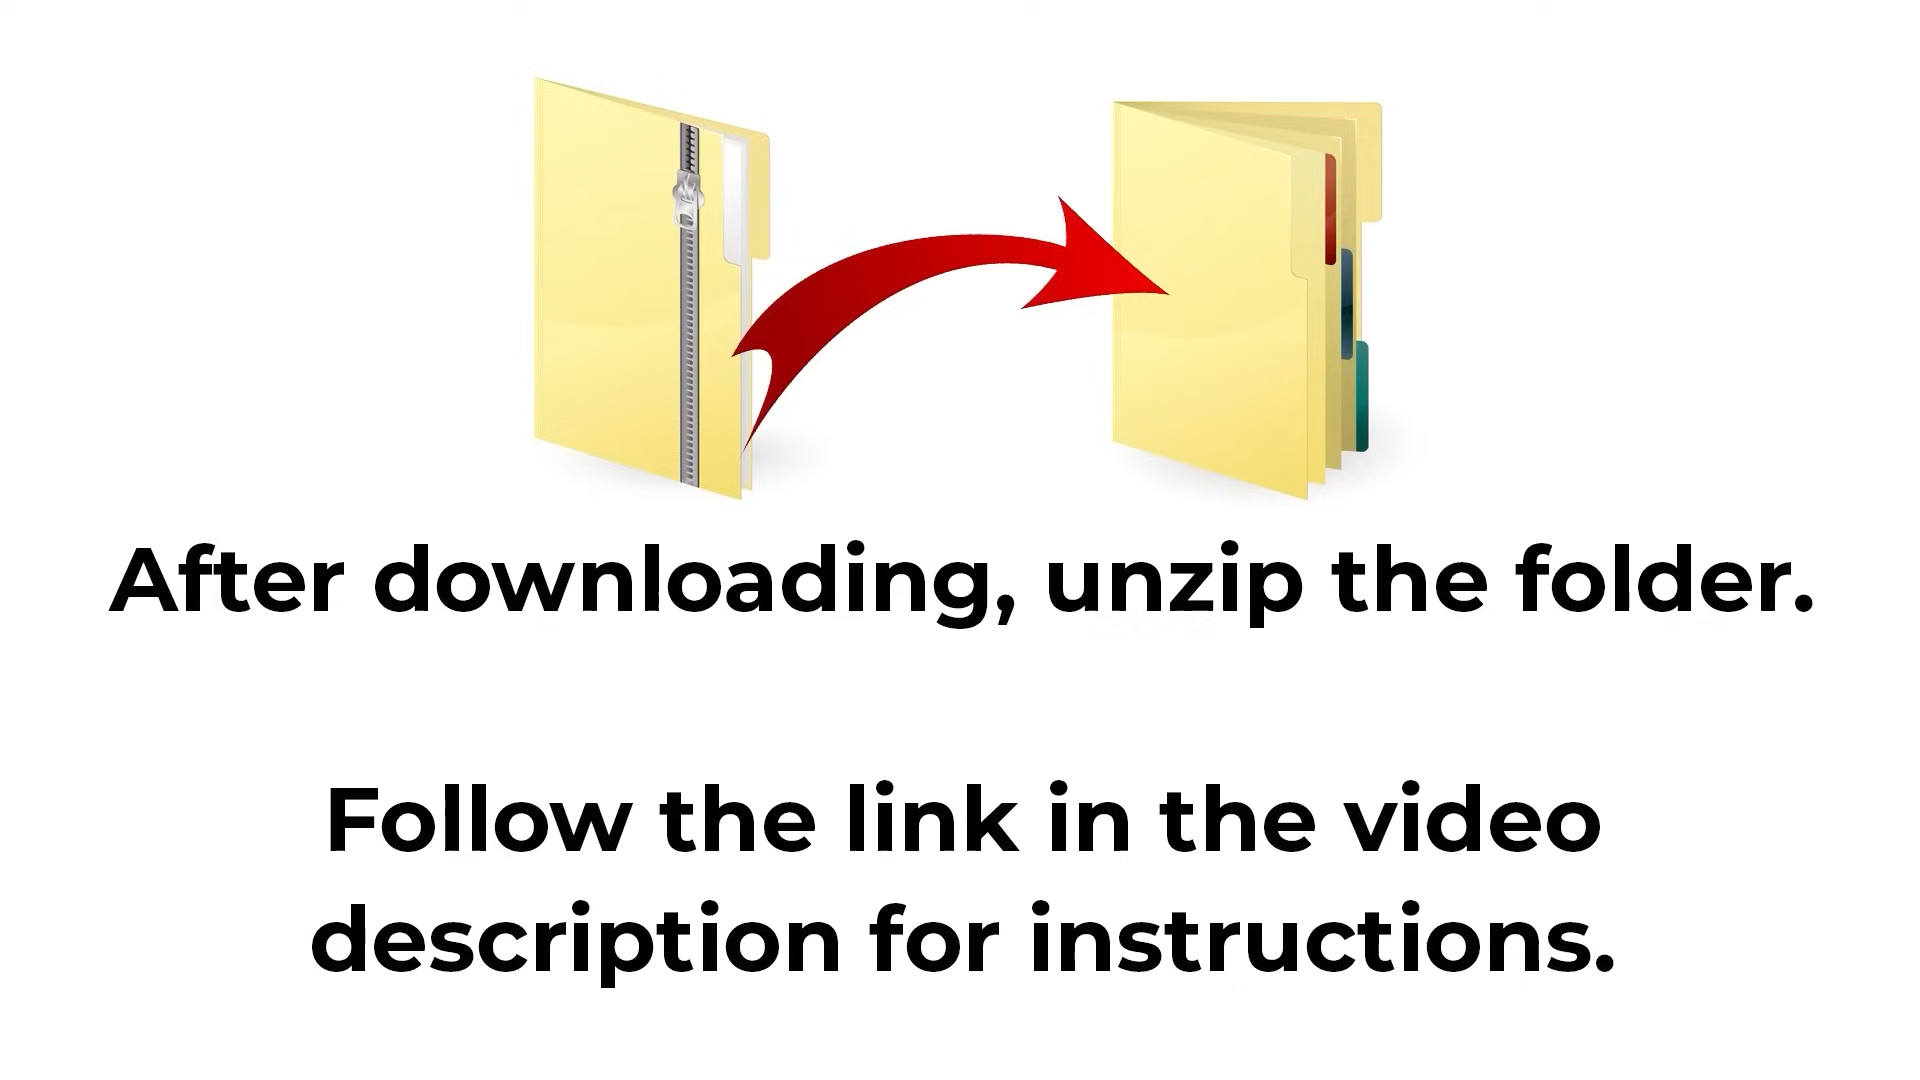 After downloading, unzip the folder.
Follow the link in the video
description for instructions.